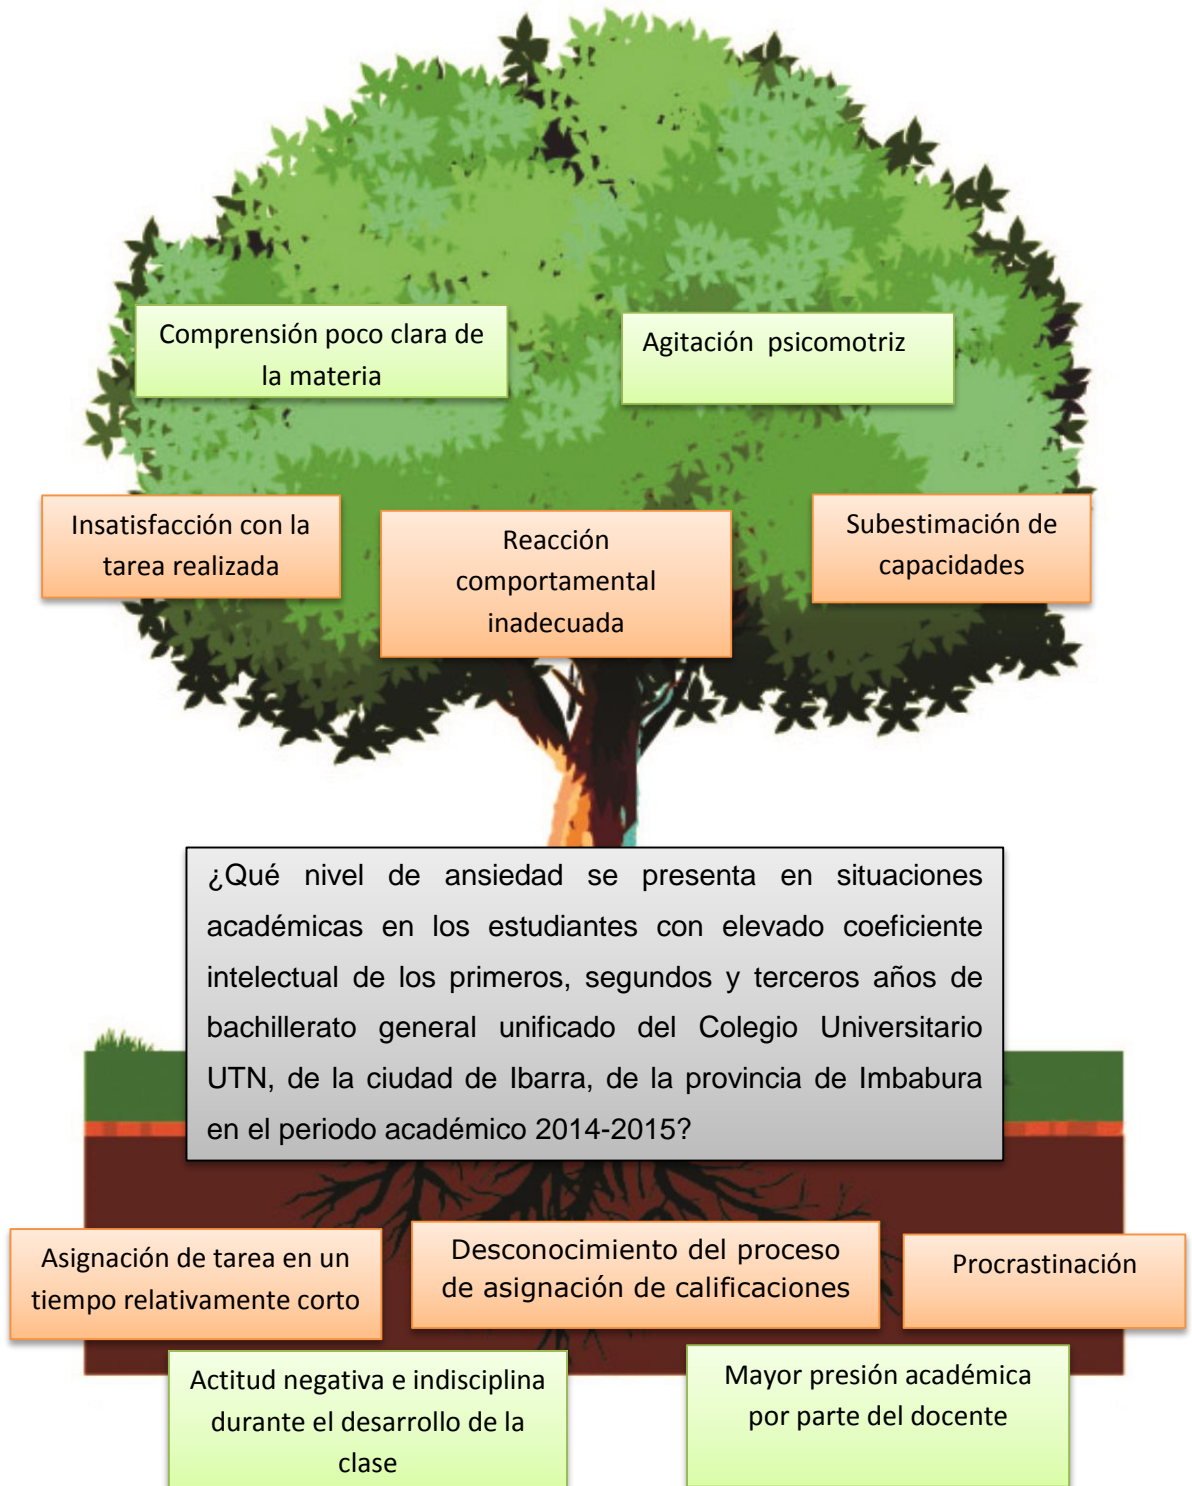 Comprensión poco clara de
la materia
Agitación psicomotriz
Insatisfacción con la
tarea realizada
Reacción
comportamental
inadecuada
Subestimación de
capacidades
¿Qué nivel de ansiedad se presenta en situaciones
académicas en los estudiantes con elevado coeficiente
intelectual de los primeros, segundos y terceros años de
bachillerato general unificado del Colegio Universitario
UTN, de la ciudad de Ibarra, de la provincia de Imbabura
en el periodo académico 2014-2015?
Asignación de tarea en un
tiempo relativamente corto
Desconocimiento del proceso
de asignación de calificaciones
Procrastinación
Actitud negativa e indisciplina
durante el desarrollo de la
clase
Mayor presión académica
por parte del docente